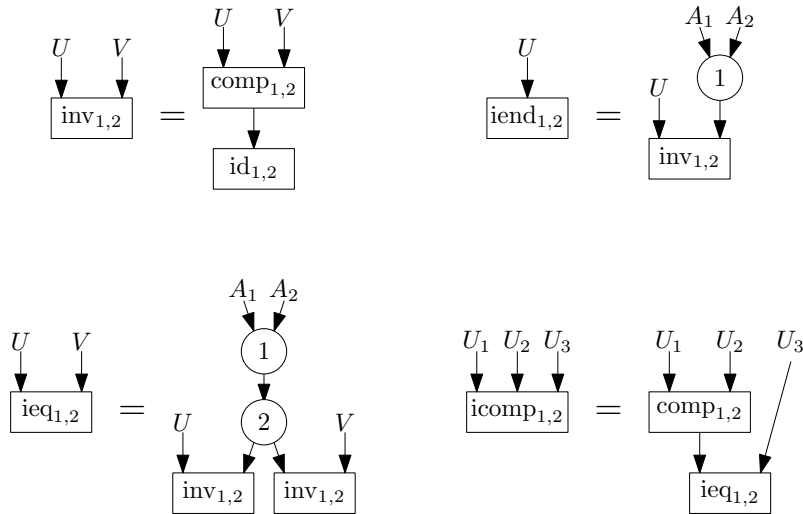 U V
inv₁,₂ =
U V
comp₁,₂
id₁,₂
U
iend₁,₂ =
A₁ A₂
1
U
inv₁,₂
U V
ieq₁,₂ =
A₁ A₂
1
2
U V
inv₁,₂ inv₁,₂
U₁ U₂ U₃
icomp₁,₂ =
U₁ U₂ U₃
comp₁,₂
ieq₁,₂